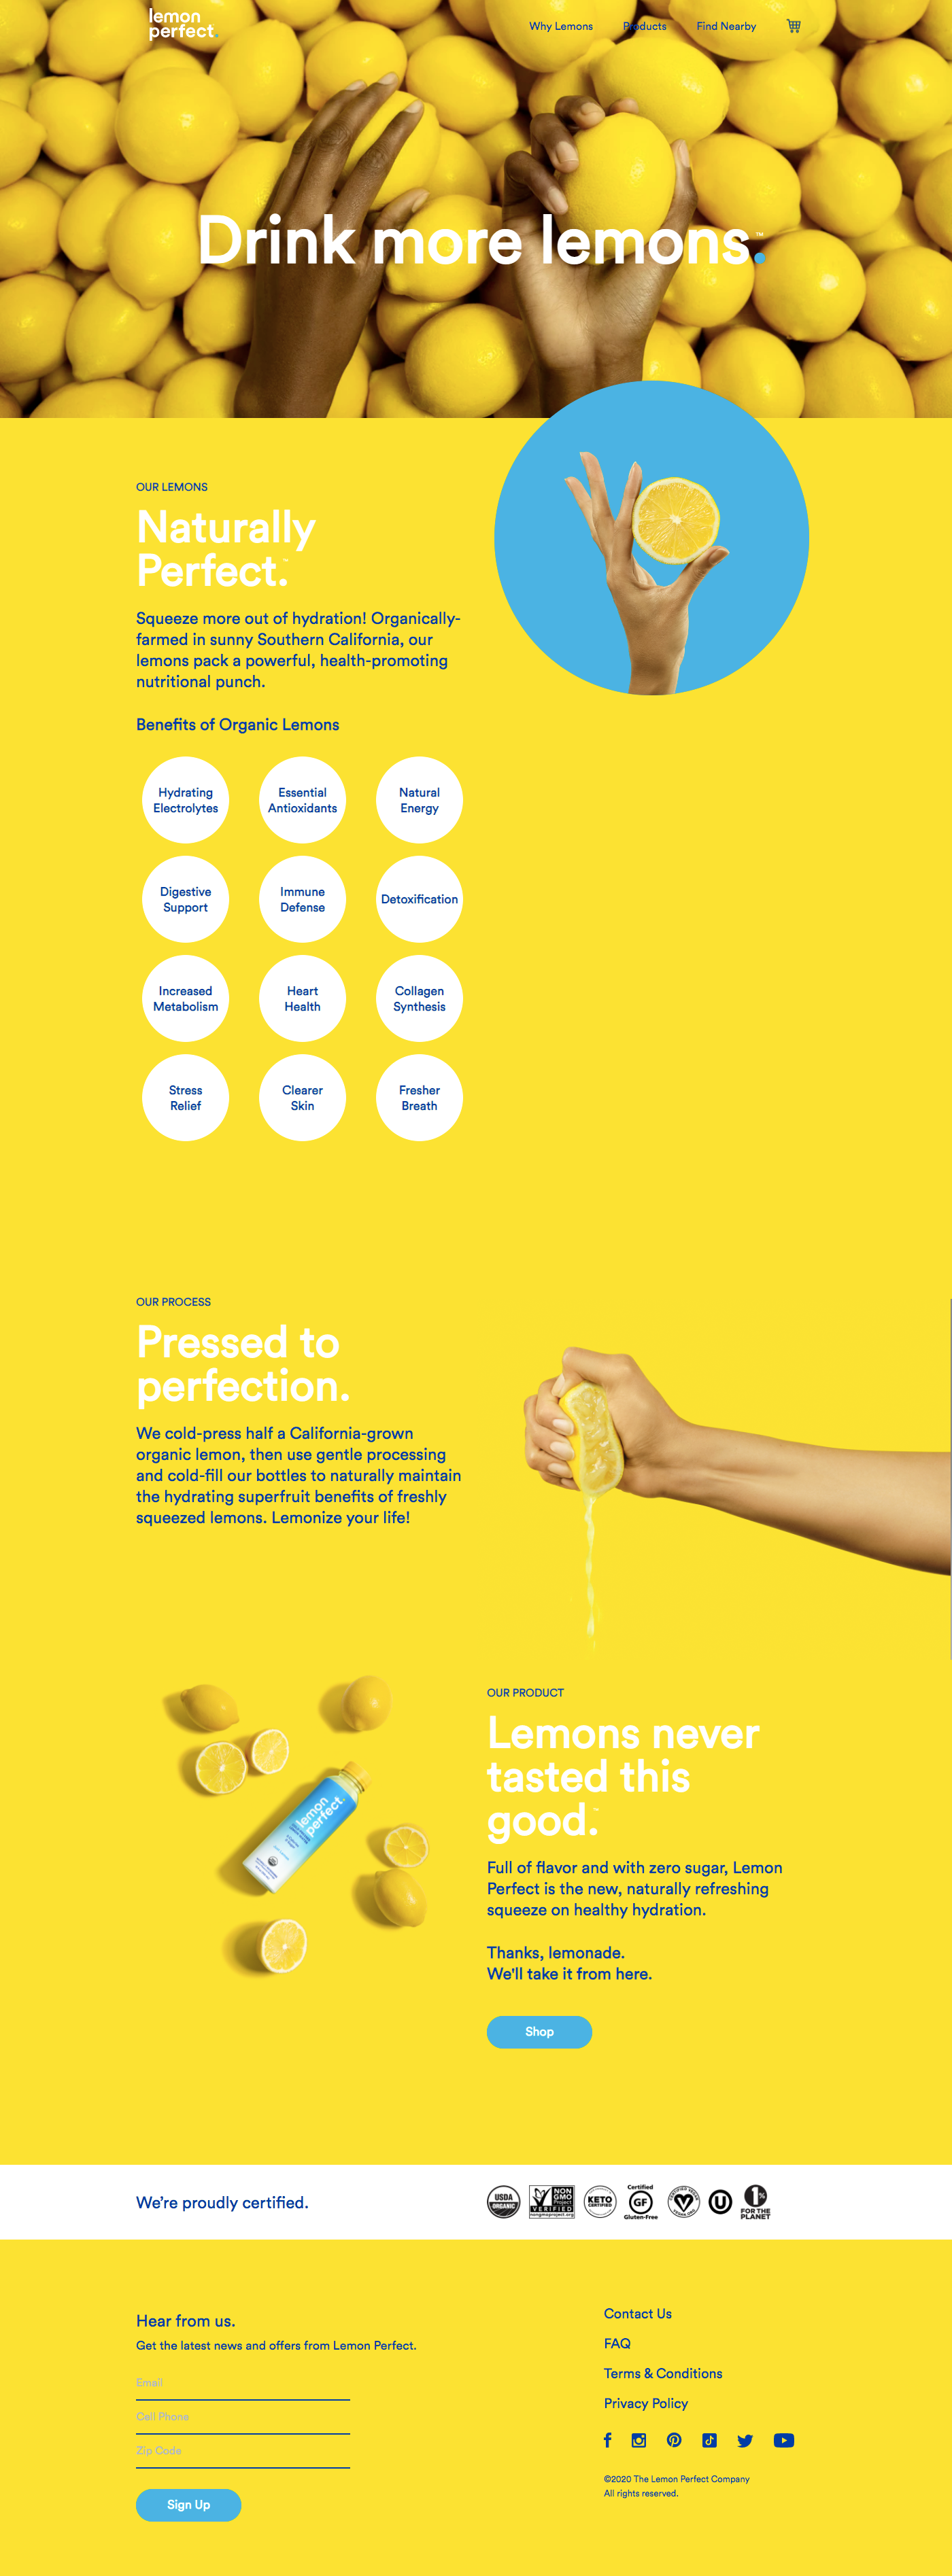 lemon
perfect.
Why Lemons
Products
Find Nearby
Drink more lemons.™
OUR LEMONS
Naturally
Perfect.™
Squeeze more out of hydration! Organically-
farmed in sunny Southern California, our
lemons pack a powerful, health-promoting
nutritional punch.
Benefits of Organic Lemons
Hydrating
Electrolytes
Essential
Antioxidants
Natural
Energy
Digestive
Support
Immune
Defense
Detoxification
Increased
Metabolism
Heart
Health
Collagen
Synthesis
Stress
Relief
Clearer
Skin
Fresher
Breath
OUR PROCESS
Pressed to
perfection.
We cold-press half a California-grown
organic lemon, then use gentle processing
and cold-fill our bottles to naturally maintain
the hydrating superfruit benefits of freshly
squeezed lemons. Lemonize your life!
lemon
perfect.
OUR PRODUCT
Lemons never
tasted this
good.™
Full of flavor and with zero sugar, Lemon
Perfect is the new, naturally refreshing
squeeze on healthy hydration.
Thanks, lemonade.
We'll take it from here.
Shop
We’re proudly certified.
USDA
ORGANIC
NON
GMO
Project
VERIFIED
nongmoproject.org
KETO
CERTIFIED
Certified
GF
Gluten-Free
U
1%
FOR THE
PLANET
Hear from us.
Get the latest news and offers from Lemon Perfect.
Email
Cell Phone
Zip Code
Sign Up
Contact Us
FAQ
Terms & Conditions
Privacy Policy
©2020 The Lemon Perfect Company
All rights reserved.